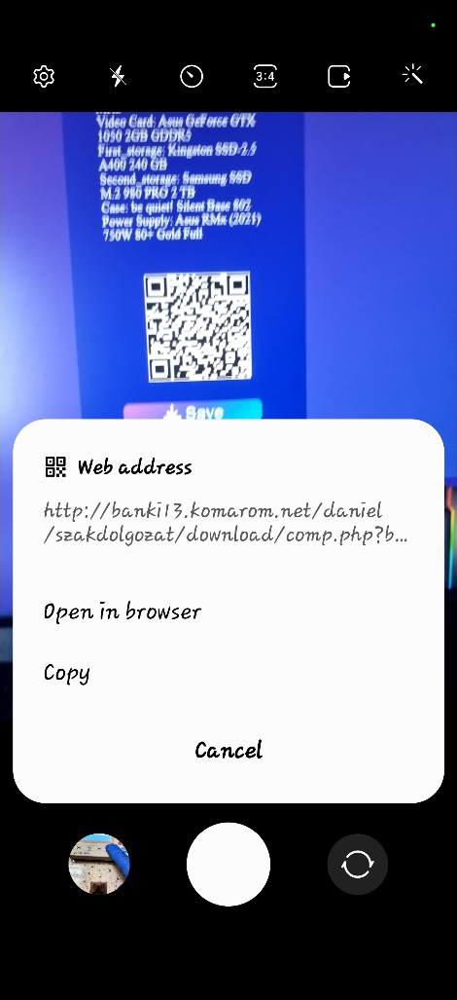 3:4
Video Card: Asus GeForce GTX
1050 2GB GDDR5
First_storage: Kingston SSD-2.5
A400 240 GB
Second_storage: Samsung SSD
M.2 980 PRO 2 TB
Case: be quiet! Silent Base 802
Power Supply: Asus RMx (2021)
750W 80+ Gold Full
Save
Web address
http://banki13.komarom.net/daniel
/szakdolgozat/download/comp.php?b...
Open in browser
Copy
Cancel